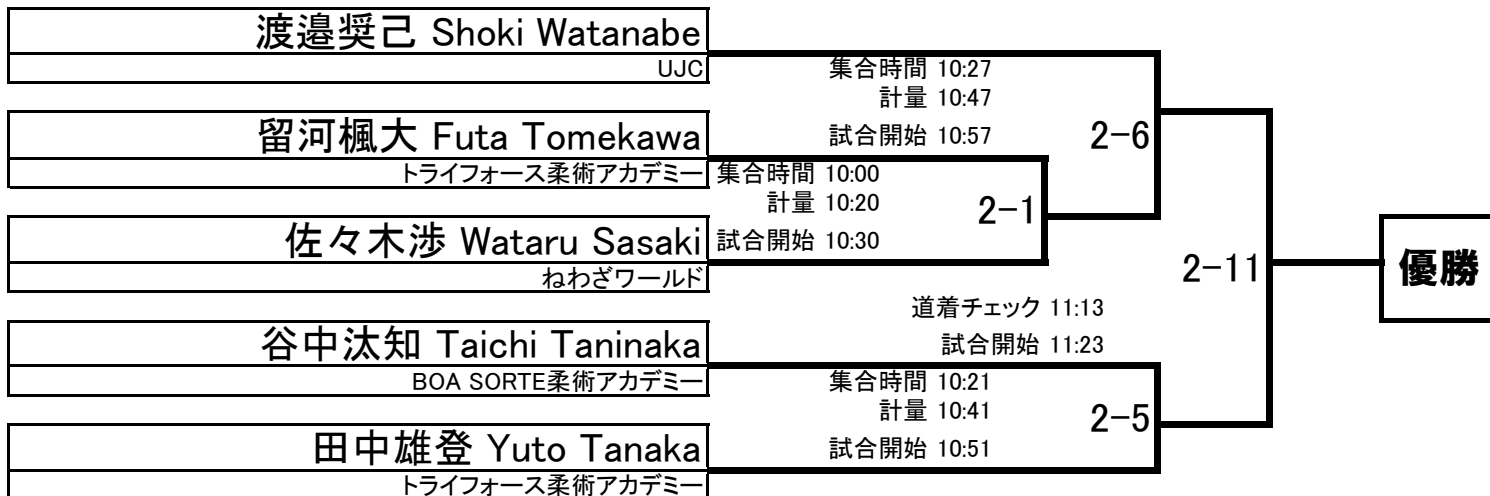 渡邉奨己 Shoki Watanabe
UJC
集合時間 10:27
計量 10:47
留河楓大 Futa Tomekawa
試合開始 10:57
2-6
トライフォース柔術アカデミー
集合時間 10:00
計量 10:20
2-1
佐々木渉 Wataru Sasaki
試合開始 10:30
ねわざワールド
2-11
優勝
道着チェック 11:13
谷中汰知 Taichi Taninaka
試合開始 11:23
BOA SORTE柔術アカデミー
集合時間 10:21
計量 10:41
2-5
田中雄登 Yuto Tanaka
試合開始 10:51
トライフォース柔術アカデミー